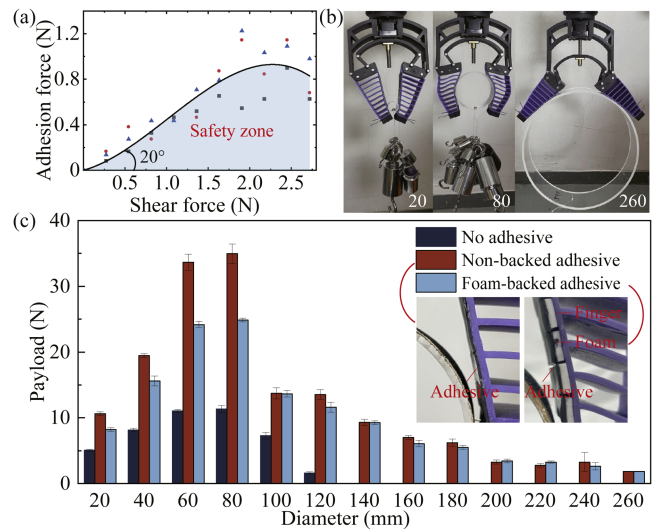 (a)
Adhesion force (N)
1.2
0.8
0.4
0
20°
Safety zone
0.5 1.0 1.5 2.0 2.5
Shear force (N)
(b)
20
80
260
(c)
Payload (N)
40
30
20
10
0
No adhesive
Non-backed adhesive
Foam-backed adhesive
Adhesive
Finger
Foam
Adhesive
20 40 60 80 100 120 140 160 180 200 220 240 260
Diameter (mm)